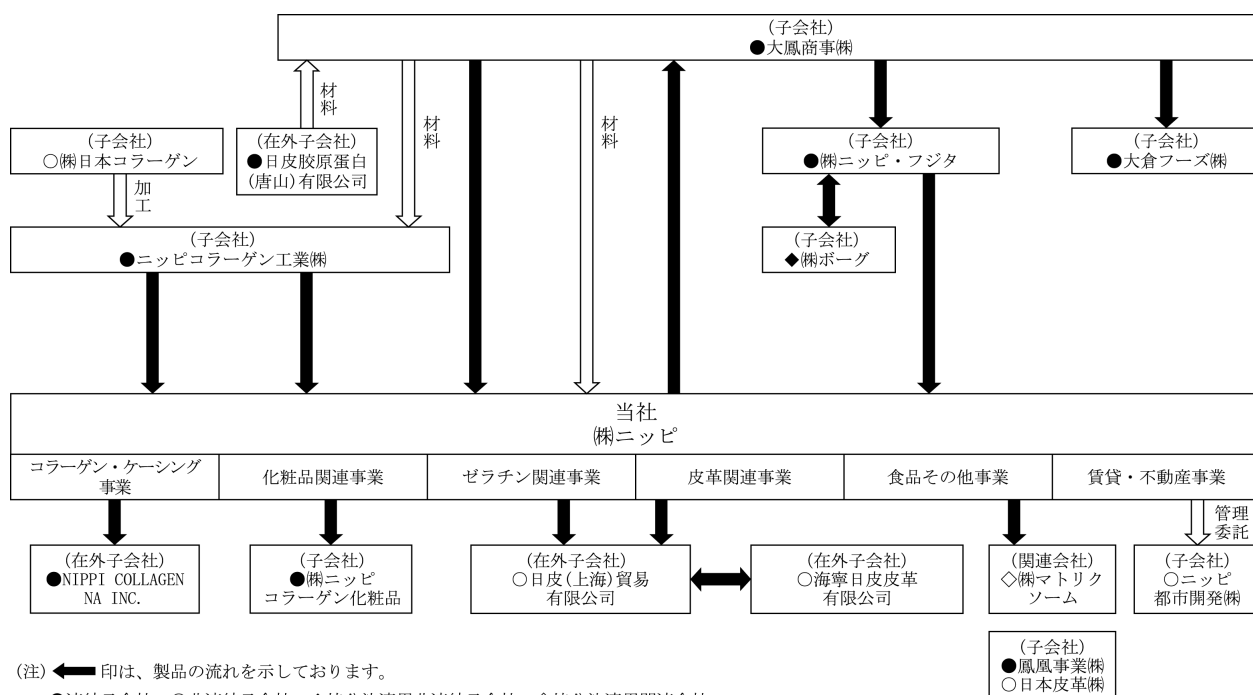 (子会社)
●大鳳商事㈱
材料
材料
材料
(子会社)
○㈱日本コラーゲン
(在外子会社)
●日皮胶原蛋白
(唐山)有限公司
(子会社)
●㈱ニッピ・フジタ
(子会社)
●大倉フーズ㈱
加工
(子会社)
●ニッピコラーゲン工業㈱
(子会社)
◆㈱ボーグ
当社
㈱ニッピ
コラーゲン・ケーシング
事業
化粧品関連事業
ゼラチン関連事業
皮革関連事業
食品その他事業
賃貸・不動産事業
管理
委託
(在外子会社)
●NIPPI COLLAGEN
NA INC.
(子会社)
●㈱ニッピ
コラーゲン化粧品
(在外子会社)
○日皮(上海)貿易
有限公司
(在外子会社)
○海寧日皮皮革
有限公司
(関連会社)
◇㈱マトリク
ソーム
(子会社)
○ニッピ
都市開発㈱
(子会社)
●鳳凰事業㈱
○日本皮革㈱
(注) 印は、製品の流れを示しております。